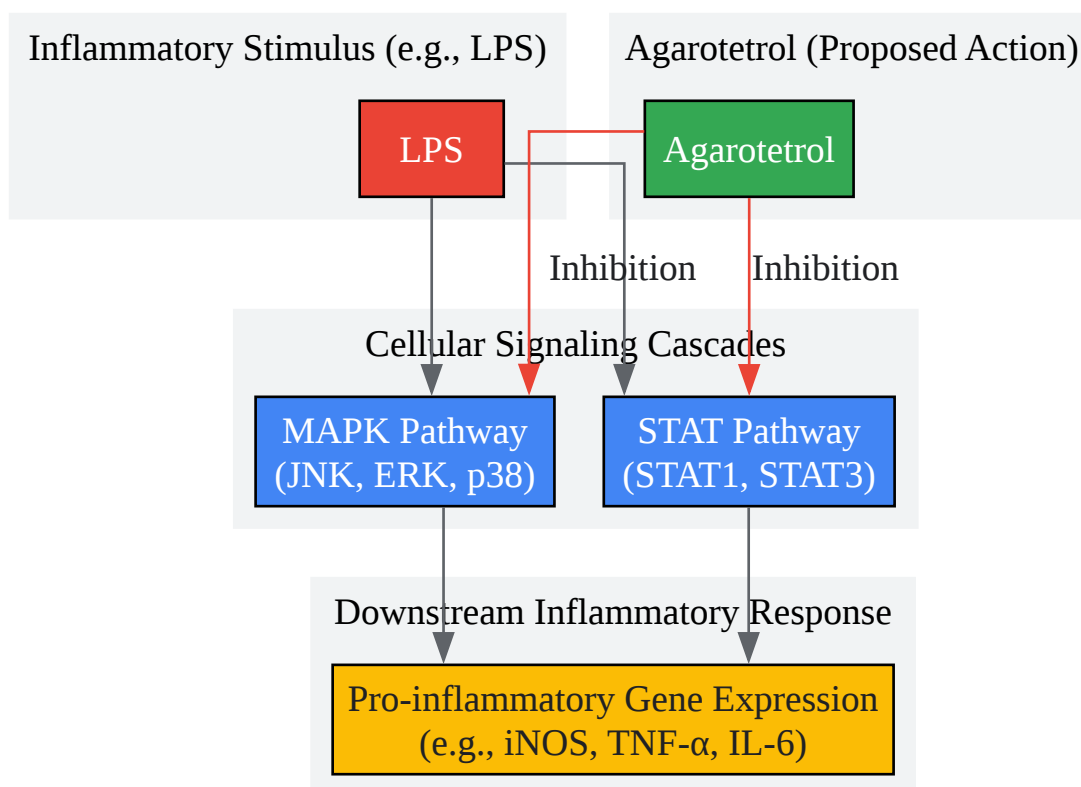 Inflammatory Stimulus (e.g., LPS)
Agarotetrol (Proposed Action)
LPS
Agarotetrol
Inhibition
Inhibition
Cellular Signaling Cascades
MAPK Pathway
(JNK, ERK, p38)
STAT Pathway
(STAT1, STAT3)
Downstream Inflammatory Response
Pro-inflammatory Gene Expression
(e.g., iNOS, TNF-α, IL-6)